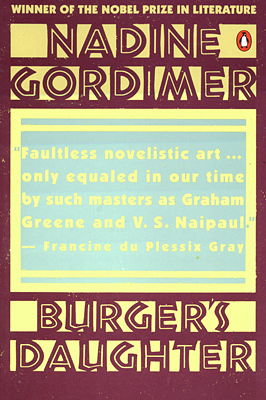 WINNER OF THE NOBEL PRIZE IN LITERATURE
NADINE
GORDIMER
"Faultless novelistic art ...
only equaled in our time
by such masters as Graham
Greene and V. S. Naipaul."
— Francine du Plessix Gray
BURGER'S
DAUGHTER